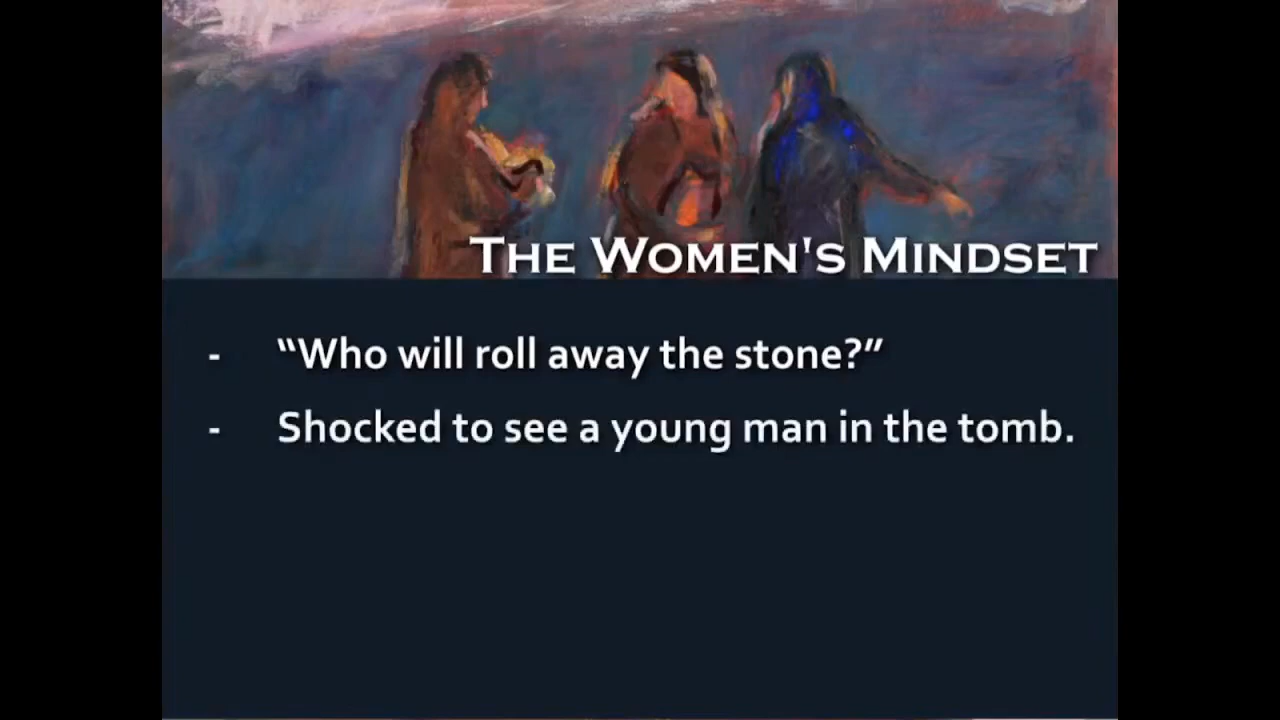 THE WOMEN'S MINDSET
- “Who will roll away the stone?”
- Shocked to see a young man in the tomb.